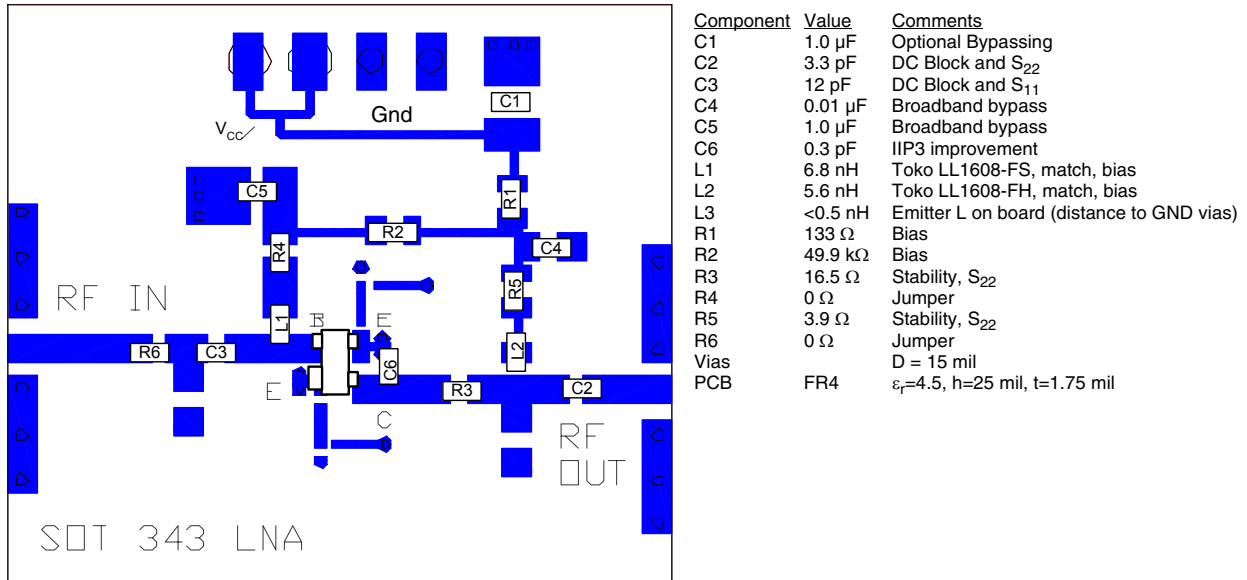 C1
Gnd
Vcc
C5
R1
R2
C4
R4
R5
RF IN
L1
B
E
L2
R6
C3
C6
E
R3
C2
C
RF
OUT
SOT 343 LNA
Component Value Comments
C1 1.0 µF Optional Bypassing
C2 3.3 pF DC Block and S22
C3 12 pF DC Block and S11
C4 0.01 µF Broadband bypass
C5 1.0 µF Broadband bypass
C6 0.3 pF IIP3 improvement
L1 6.8 nH Toko LL1608-FS, match, bias
L2 5.6 nH Toko LL1608-FH, match, bias
L3 <0.5 nH Emitter L on board (distance to GND vias)
R1 133 Ω Bias
R2 49.9 kΩ Bias
R3 16.5 Ω Stability, S22
R4 0 Ω Jumper
R5 3.9 Ω Stability, S22
R6 0 Ω Jumper
Vias D = 15 mil
PCB FR4 εr=4.5, h=25 mil, t=1.75 mil